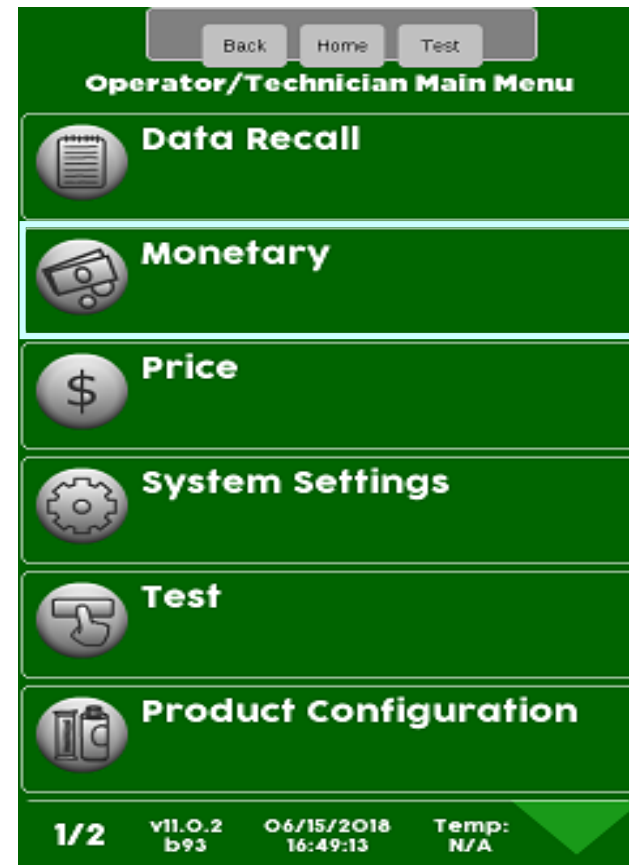 Back Home Test
Operator/Technician Main Menu
Data Recall
Monetary
$ Price
System Settings
Test
Product Configuration
1/2 v11.0.2 06/15/2018 Temp:
b93 16:49:13 N/A